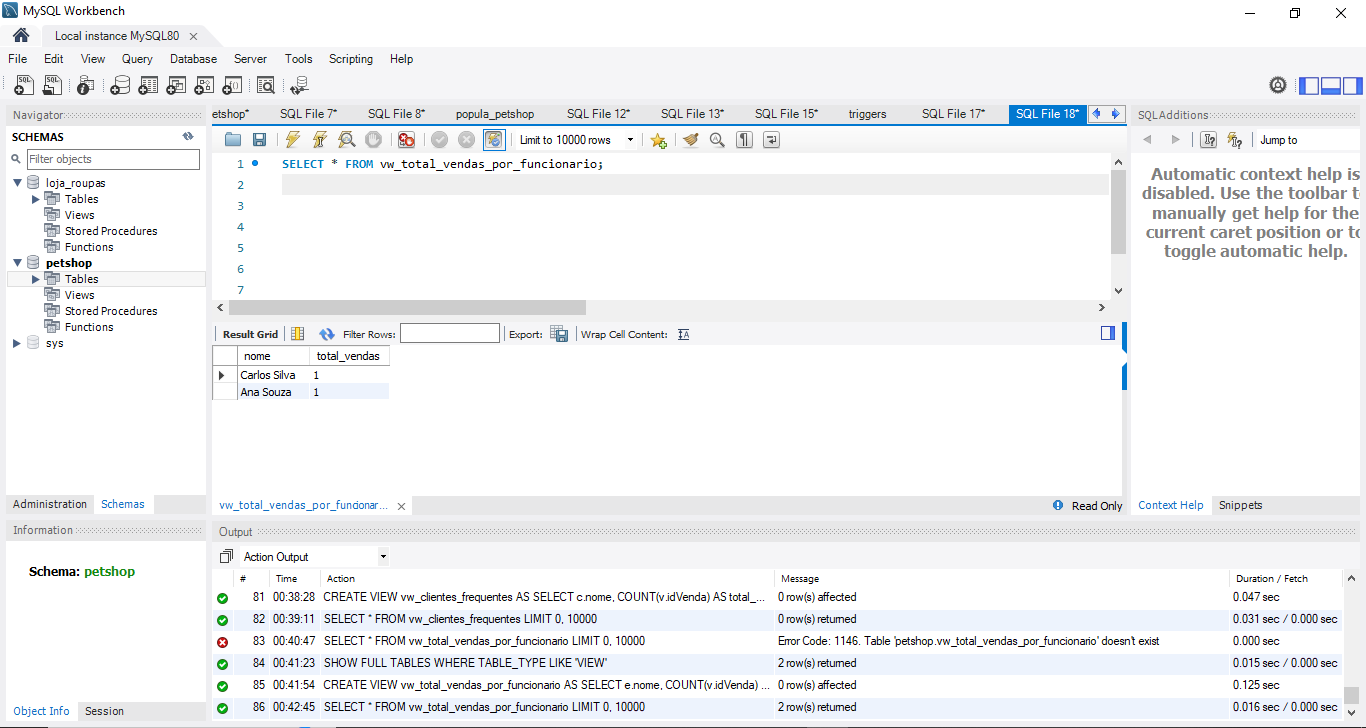 MySQL Workbench
Local instance MySQL80
File Edit View Query Database Server Tools Scripting Help
Navigator
SCHEMAS
Filter objects
loja_roupas
Tables
Views
Stored Procedures
Functions
petshop
Tables
Views
Stored Procedures
Functions
sys
Administration Schemas
Information
Schema: petshop
Object Info Session
etshop* SQL File 7* SQL File 8* popula_petshop SQL File 12* SQL File 13* SQL File 15* triggers SQL File 17* SQL File 18*
Limit to 10000 rows
1 SELECT * FROM vw_total_vendas_por_funcionario;
2
3
4
5
6
7
Result Grid Filter Rows: Export: Wrap Cell Content:
nome total_vendas
Carlos Silva 1
Ana Souza 1
vw_total_vendas_por_funcionar... Read Only
Output
Action Output
# Time Action Message Duration / Fetch
81 00:38:28 CREATE VIEW vw_clientes_frequentes AS SELECT c.nome, COUNT(v.idVenda) AS total_... 0 row(s) affected 0.047 sec
82 00:39:11 SELECT * FROM vw_clientes_frequentes LIMIT 0, 10000 0 row(s) returned 0.031 sec / 0.000 sec
83 00:40:47 SELECT * FROM vw_total_vendas_por_funcionario LIMIT 0, 10000 Error Code: 1146. Table 'petshop.vw_total_vendas_por_funcionario' doesn't exist 0.000 sec
84 00:41:23 SHOW FULL TABLES WHERE TABLE_TYPE LIKE 'VIEW' 2 row(s) returned 0.015 sec / 0.000 sec
85 00:41:54 CREATE VIEW vw_total_vendas_por_funcionario AS SELECT e.nome, COUNT(v.idVenda) ... 0 row(s) affected 0.125 sec
86 00:42:45 SELECT * FROM vw_total_vendas_por_funcionario LIMIT 0, 10000 2 row(s) returned 0.016 sec / 0.000 sec
SQLAdditions
Jump to
Automatic context help is
disabled. Use the toolbar t
manually get help for the
current caret position or to
toggle automatic help.
Context Help Snippets